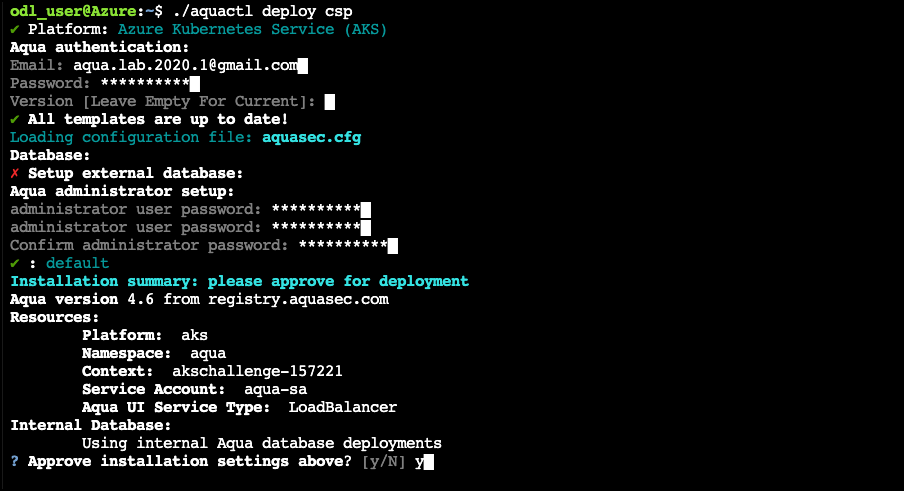 odl_user@Azure:~$ ./aquactl deploy csp
✔ Platform: Azure Kubernetes Service (AKS)
Aqua authentication:
Email: aqua.lab.2020.1@gmail.com
Password: **********
Version [Leave Empty For Current]:
✔ All templates are up to date!
Loading configuration file: aquasec.cfg
Database:
✗ Setup external database:
Aqua administrator setup:
administrator user password: **********
administrator user password: **********
Confirm administrator password: **********
✔ : default
Installation summary: please approve for deployment
Aqua version 4.6 from registry.aquasec.com
Resources:
Platform: aks
Namespace: aqua
Context: akschallenge-157221
Service Account: aqua-sa
Aqua UI Service Type: LoadBalancer
Internal Database:
Using internal Aqua database deployments
? Approve installation settings above? [y/N] y